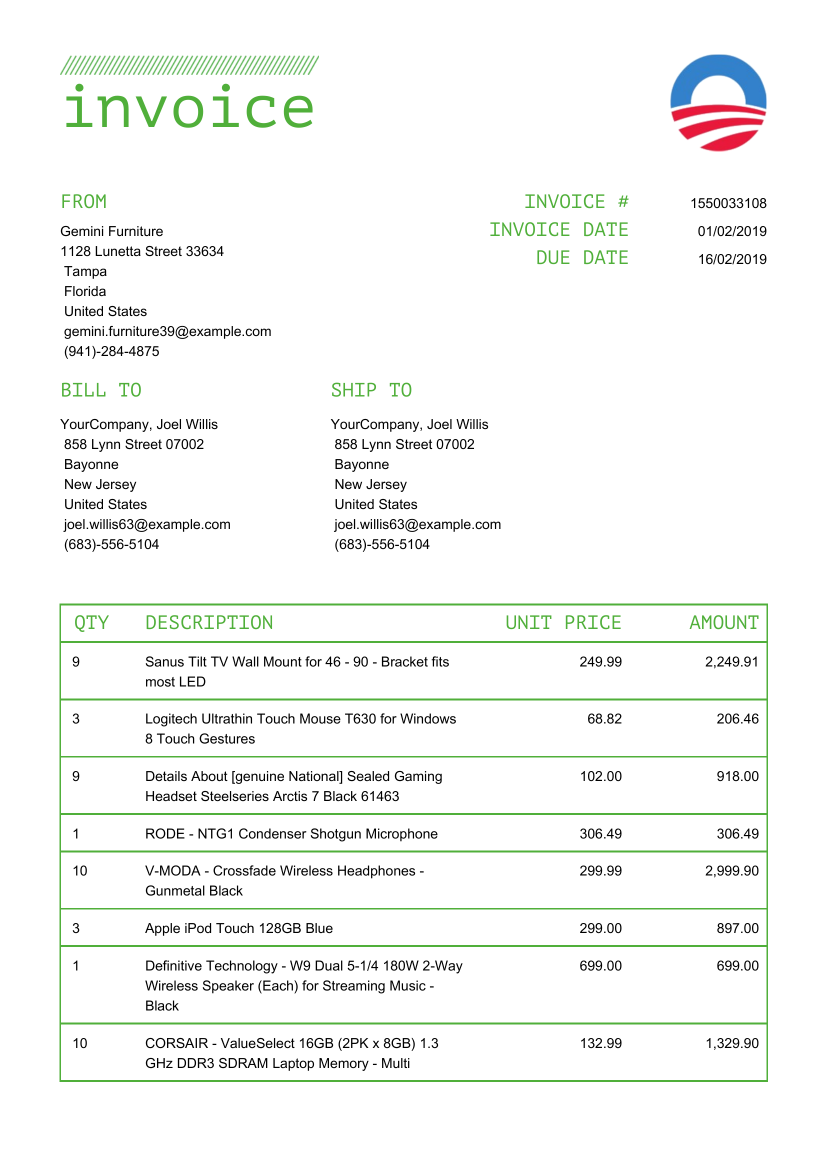 invoice
FROM
Gemini Furniture
1128 Lunetta Street 33634
Tampa
Florida
United States
gemini.furniture39@example.com
(941)-284-4875
INVOICE # 1550033108
INVOICE DATE 01/02/2019
DUE DATE 16/02/2019
BILL TO
YourCompany, Joel Willis
858 Lynn Street 07002
Bayonne
New Jersey
United States
joel.willis63@example.com
(683)-556-5104
SHIP TO
YourCompany, Joel Willis
858 Lynn Street 07002
Bayonne
New Jersey
United States
joel.willis63@example.com
(683)-556-5104
QTY DESCRIPTION UNIT PRICE AMOUNT
9 Sanus Tilt TV Wall Mount for 46 - 90 - Bracket fits 249.99 2,249.91
most LED
3 Logitech Ultrathin Touch Mouse T630 for Windows 68.82 206.46
8 Touch Gestures
9 Details About [genuine National] Sealed Gaming 102.00 918.00
Headset Steelseries Arctis 7 Black 61463
1 RODE - NTG1 Condenser Shotgun Microphone 306.49 306.49
10 V-MODA - Crossfade Wireless Headphones - 299.99 2,999.90
Gunmetal Black
3 Apple iPod Touch 128GB Blue 299.00 897.00
1 Definitive Technology - W9 Dual 5-1/4 180W 2-Way 699.00 699.00
Wireless Speaker (Each) for Streaming Music -
Black
10 CORSAIR - ValueSelect 16GB (2PK x 8GB) 1.3 132.99 1,329.90
GHz DDR3 SDRAM Laptop Memory - Multi